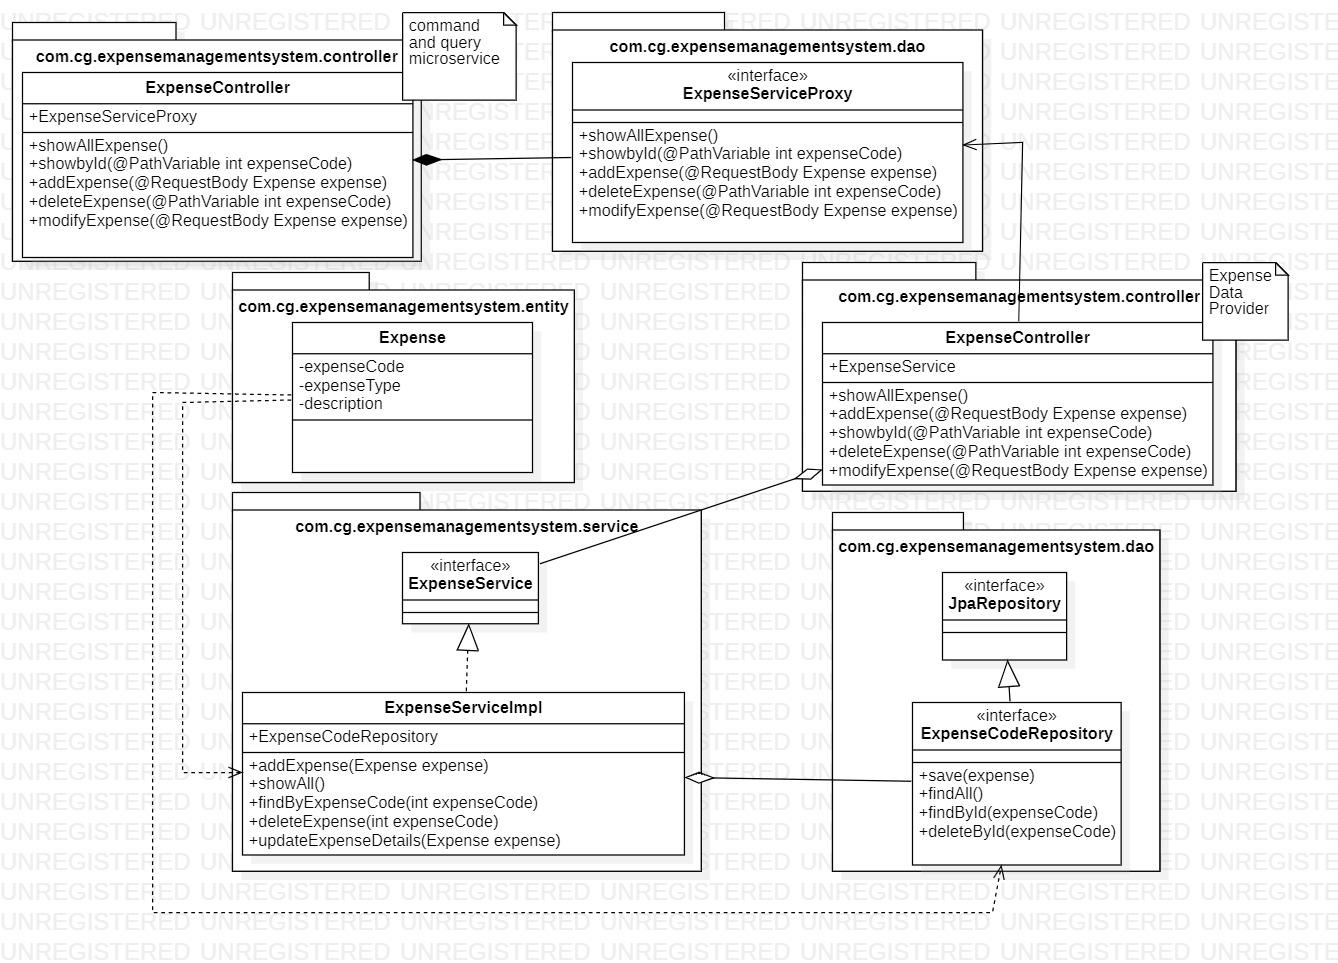 com.cg.expensemanagementsystem.controller
ExpenseController
+ExpenseServiceProxy
+showAllExpense()
+showbyId(@PathVariable int expenseCode)
+addExpense(@RequestBody Expense expense)
+deleteExpense(@PathVariable int expenseCode)
+modifyExpense(@RequestBody Expense expense)
command
and query
microservice
com.cg.expensemanagementsystem.dao
«interface»
ExpenseServiceProxy
+showAllExpense()
+showbyId(@PathVariable int expenseCode)
+addExpense(@RequestBody Expense expense)
+deleteExpense(@PathVariable int expenseCode)
+modifyExpense(@RequestBody Expense expense)
com.cg.expensemanagementsystem.entity
Expense
-expenseCode
-expenseType
-description
com.cg.expensemanagementsystem.controller
ExpenseController
+ExpenseService
+showAllExpense()
+addExpense(@RequestBody Expense expense)
+showbyId(@PathVariable int expenseCode)
+deleteExpense(@PathVariable int expenseCode)
+modifyExpense(@RequestBody Expense expense)
Expense
Data
Provider
com.cg.expensemanagementsystem.service
«interface»
ExpenseService
ExpenseServiceImpl
+ExpenseCodeRepository
+addExpense(Expense expense)
+showAll()
+findByExpenseCode(int expenseCode)
+deleteExpense(int expenseCode)
+updateExpenseDetails(Expense expense)
com.cg.expensemanagementsystem.dao
«interface»
JpaRepository
«interface»
ExpenseCodeRepository
+save(expense)
+findAll()
+findById(expenseCode)
+deleteById(expenseCode)
UNREGISTERED